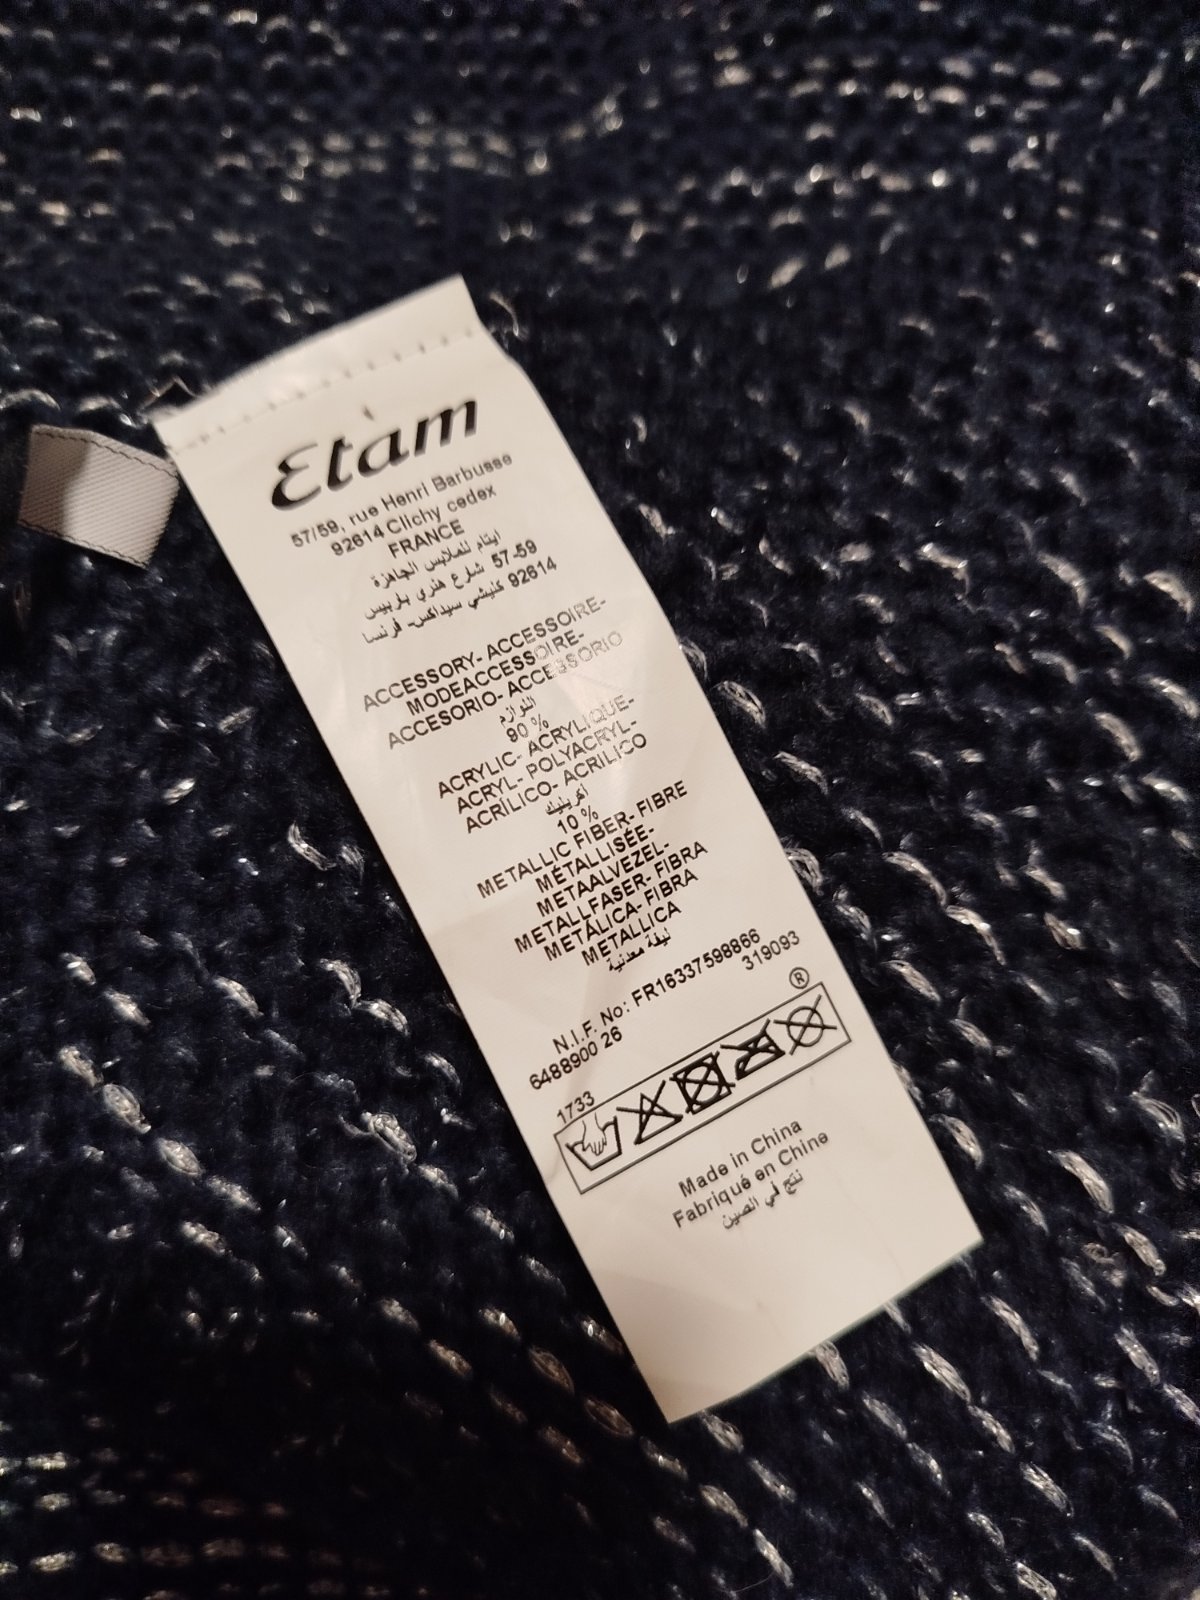 Etam
57/59, rue Henri Barbusse
92614 Clichy cedex
FRANCE
ايتام للملابس الجاهزة
57-59 شارع هنري باربيس
92614 كليشي سيداكس- فرنسا
ACCESSORY- ACCESSOIRE-
MODEACCESSOIRE-
ACCESORIO- ACCESSORIO
اللوازم
90 %
ACRYLIC- ACRYLIQUE-
ACRYL- POLYACRYL-
ACRÍLICO- ACRILICO
أكريليك
10 %
METALLIC FIBER- FIBRE
MÉTALLISÉE-
METAALVEZEL-
METALLFASER- FIBRA
METÁLICA- FIBRA
METALLICA
ليفة معدنية
N.I.F. No: FR16337598866
6488900 26 319093
1733 ®
Made in China
Fabriqué en Chine
نتج في الصين